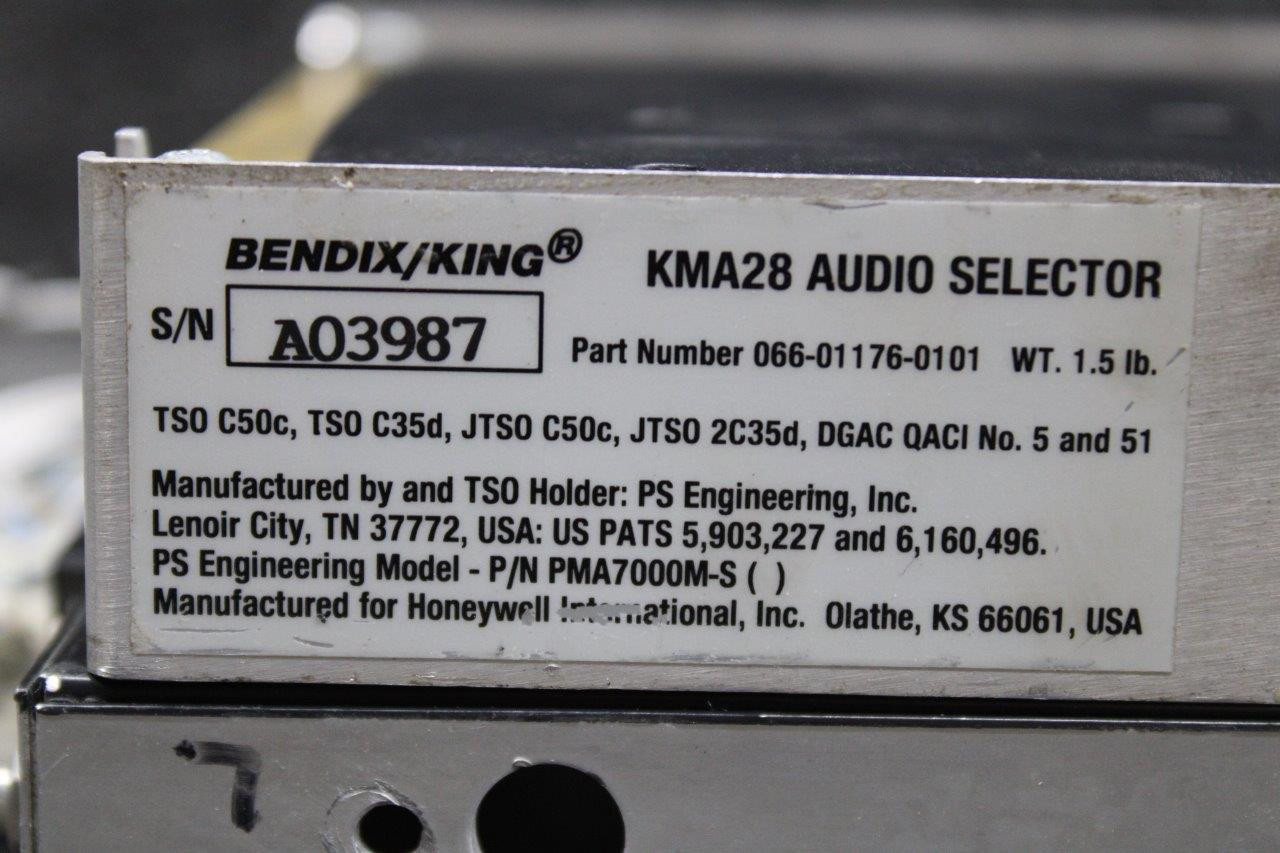 BENDIX/KING®
KMA28 AUDIO SELECTOR
S/N A03987
Part Number 066-01176-0101 WT. 1.5 lb.
TSO C50c, TSO C35d, JTSO C50c, JTSO 2C35d, DGAC QACI No. 5 and 51
Manufactured by and TSO Holder: PS Engineering, Inc.
Lenoir City, TN 37772, USA: US PATS 5,903,227 and 6,160,496.
PS Engineering Model - P/N PMA7000M-S ( )
Manufactured for Honeywell International, Inc. Olathe, KS 66061, USA